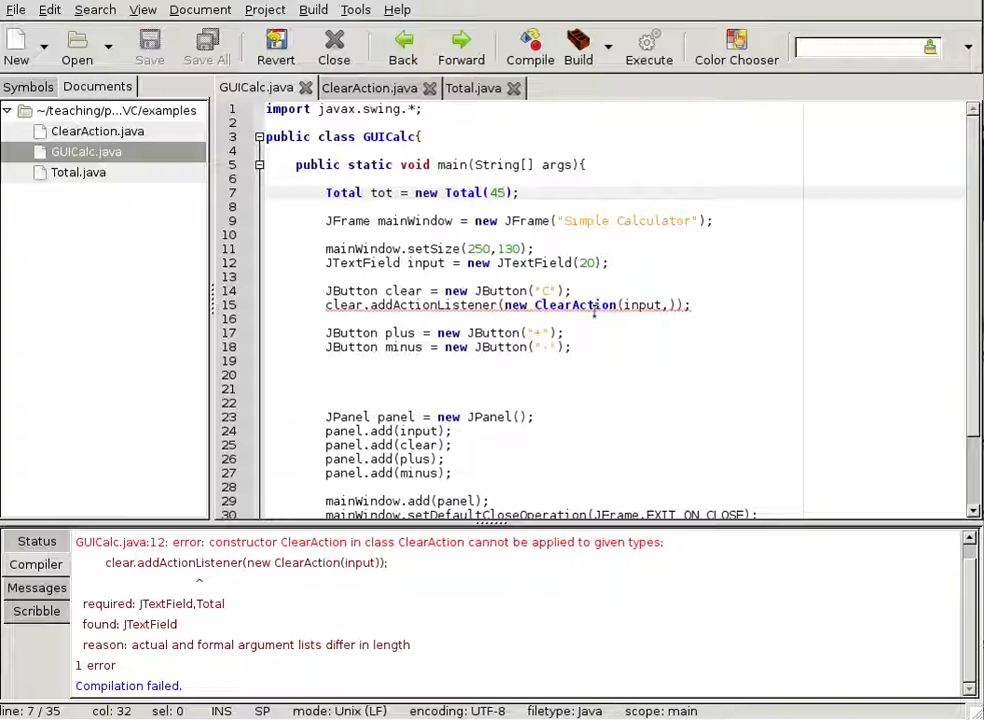 File Edit Search View Document Project Build Tools Help
New Open Save Save All Revert Close Back Forward Compile Build Execute Color Chooser
Symbols Documents GUICalc.java ClearAction.java Total.java
~/teaching/p...VC/examples
ClearAction.java
GUICalc.java
Total.java
1 import javax.swing.*;
2
3 public class GUICalc{
4
5 public static void main(String[] args){
6
7 Total tot = new Total(45);
8
9 JFrame mainWindow = new JFrame("Simple Calculator");
10
11 mainWindow.setSize(250,130);
12 JTextField input = new JTextField(20);
13
14 JButton clear = new JButton("C");
15 clear.addActionListener(new ClearAction(input,));
16
17 JButton plus = new JButton("+");
18 JButton minus = new JButton("-");
19
20
21
22
23 JPanel panel = new JPanel();
24 panel.add(input);
25 panel.add(clear);
26 panel.add(plus);
27 panel.add(minus);
28
29 mainWindow.add(panel);
30 mainWindow.setDefaultCloseOperation(JFrame.EXIT_ON_CLOSE);
Status
Compiler
Messages
Scribble
GUICalc.java:12: error: constructor ClearAction in class ClearAction cannot be applied to given types;
clear.addActionListener(new ClearAction(input));
^
required: JTextField,Total
found: JTextField
reason: actual and formal argument lists differ in length
1 error
Compilation failed.
line: 7 / 35 col: 32 sel: 0 INS SP mode: Unix (LF) encoding: UTF-8 filetype: Java scope: main